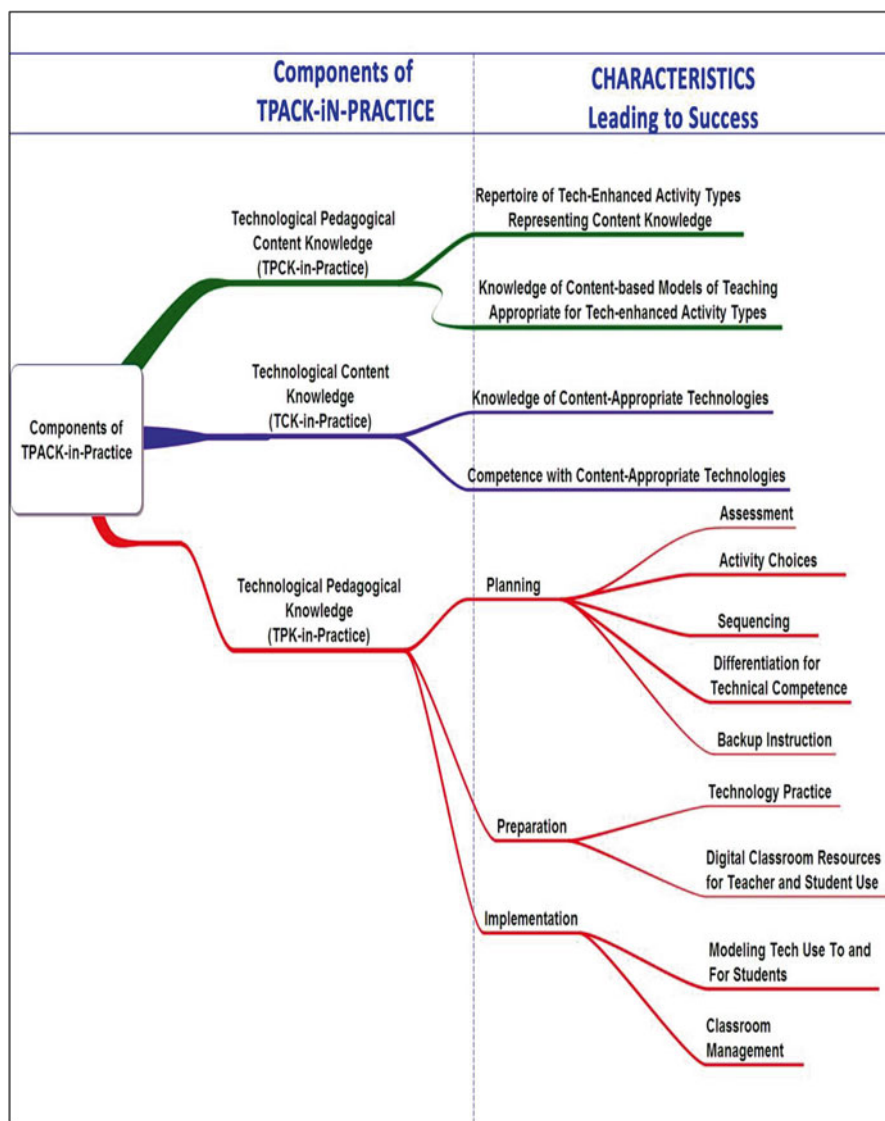 Components of
TPACK-iN-PRACTICE
CHARACTERISTICS
Leading to Success
Components of
TPACK-in-Practice
Technological Pedagogical
Content Knowledge
(TPCK-in-Practice)
Repertoire of Tech-Enhanced Activity Types
Representing Content Knowledge
Knowledge of Content-based Models of Teaching
Appropriate for Tech-enhanced Activity Types
Technological Content
Knowledge
(TCK-in-Practice)
Knowledge of Content-Appropriate Technologies
Competence with Content-Appropriate Technologies
Technological Pedagogical
Knowledge
(TPK-in-Practice)
Planning
Assessment
Activity Choices
Sequencing
Differentiation for
Technical Competence
Backup Instruction
Preparation
Technology Practice
Digital Classroom Resources
for Teacher and Student Use
Implementation
Modeling Tech Use To and
For Students
Classroom
Management